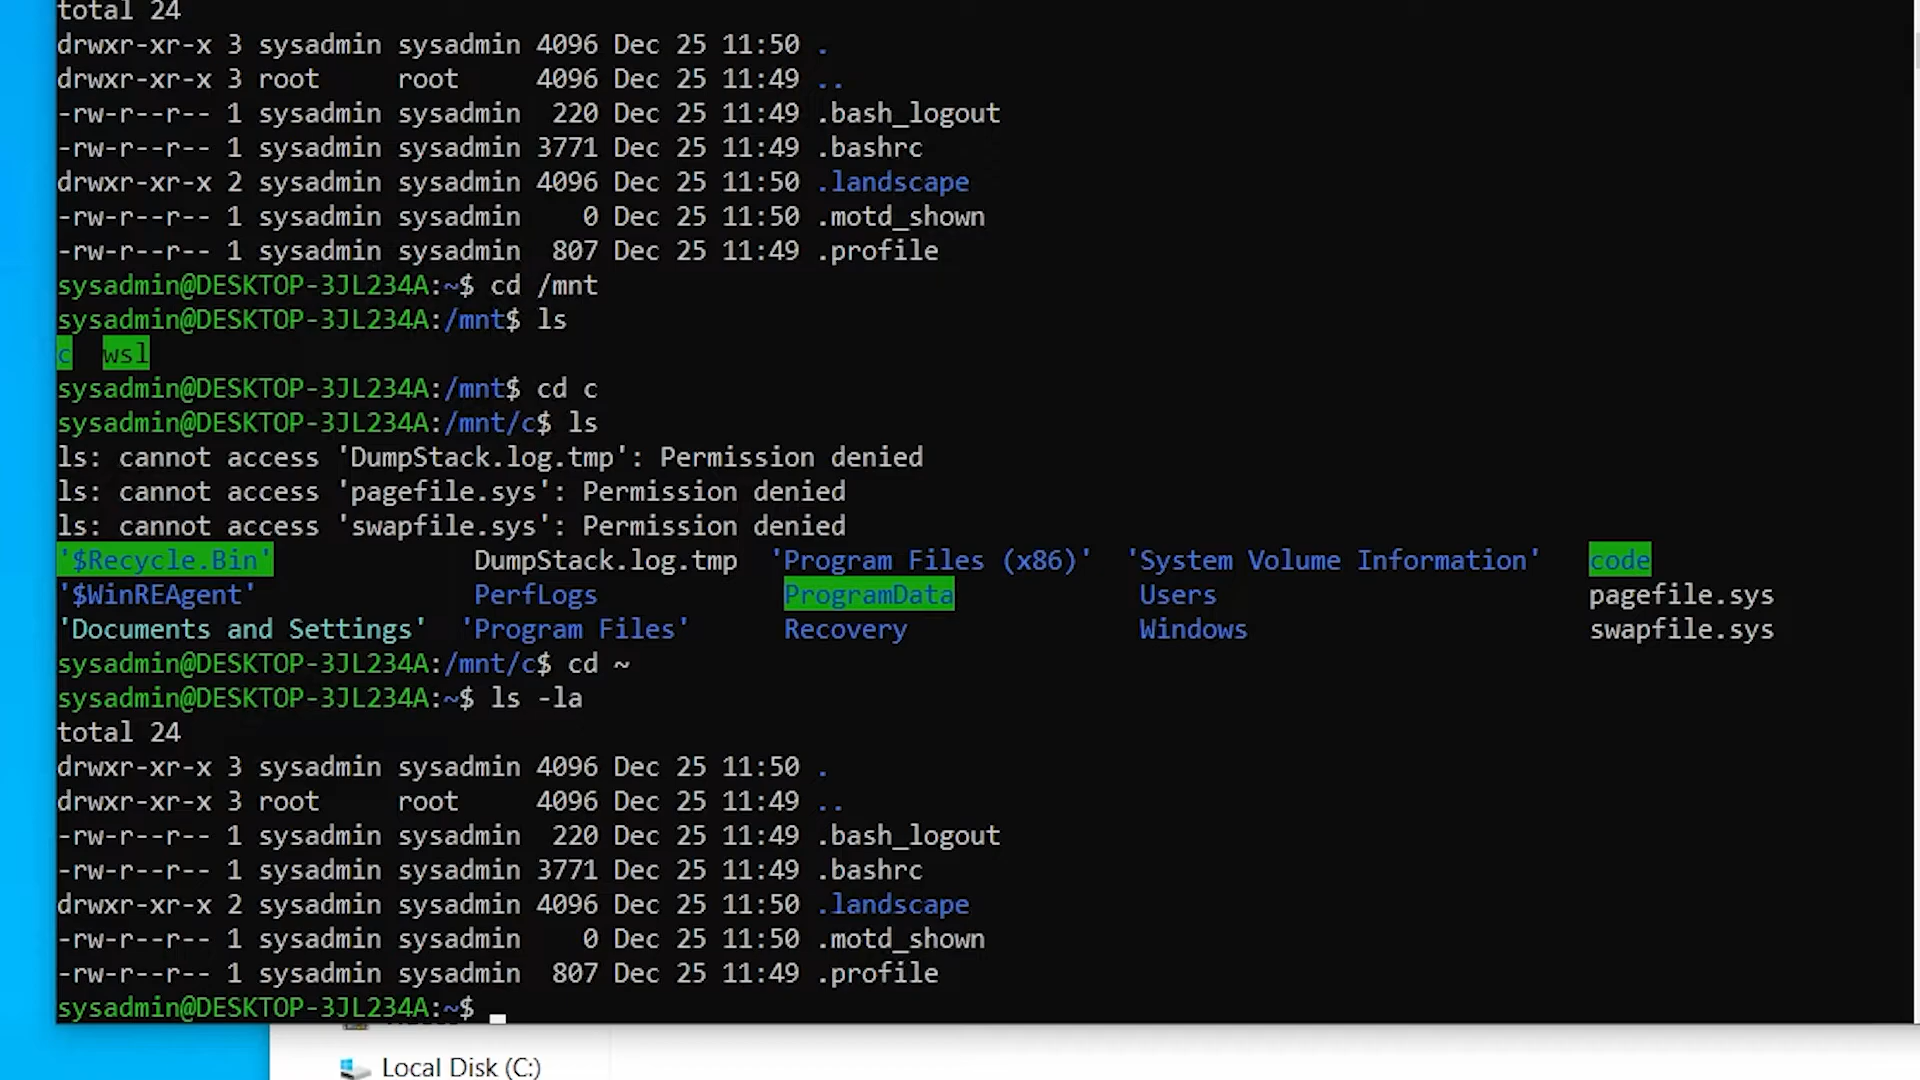 total 24
drwxr-xr-x 3 sysadmin sysadmin 4096 Dec 25 11:50 .
drwxr-xr-x 3 root     root     4096 Dec 25 11:49 ..
-rw-r--r-- 1 sysadmin sysadmin  220 Dec 25 11:49 .bash_logout
-rw-r--r-- 1 sysadmin sysadmin 3771 Dec 25 11:49 .bashrc
drwxr-xr-x 2 sysadmin sysadmin 4096 Dec 25 11:50 .landscape
-rw-r--r-- 1 sysadmin sysadmin    0 Dec 25 11:50 .motd_shown
-rw-r--r-- 1 sysadmin sysadmin  807 Dec 25 11:49 .profile
sysadmin@DESKTOP-3JL234A:~$ cd /mnt
sysadmin@DESKTOP-3JL234A:/mnt$ ls
c  wsl
sysadmin@DESKTOP-3JL234A:/mnt$ cd c
sysadmin@DESKTOP-3JL234A:/mnt/c$ ls
ls: cannot access 'DumpStack.log.tmp': Permission denied
ls: cannot access 'pagefile.sys': Permission denied
ls: cannot access 'swapfile.sys': Permission denied
'$Recycle.Bin'             DumpStack.log.tmp  'Program Files (x86)'  'System Volume Information'   code
'$WinREAgent'              PerfLogs            ProgramData            Users                        pagefile.sys
'Documents and Settings'  'Program Files'      Recovery               Windows                      swapfile.sys
sysadmin@DESKTOP-3JL234A:/mnt/c$ cd ~
sysadmin@DESKTOP-3JL234A:~$ ls -la
total 24
drwxr-xr-x 3 sysadmin sysadmin 4096 Dec 25 11:50 .
drwxr-xr-x 3 root     root     4096 Dec 25 11:49 ..
-rw-r--r-- 1 sysadmin sysadmin  220 Dec 25 11:49 .bash_logout
-rw-r--r-- 1 sysadmin sysadmin 3771 Dec 25 11:49 .bashrc
drwxr-xr-x 2 sysadmin sysadmin 4096 Dec 25 11:50 .landscape
-rw-r--r-- 1 sysadmin sysadmin    0 Dec 25 11:50 .motd_shown
-rw-r--r-- 1 sysadmin sysadmin  807 Dec 25 11:49 .profile
sysadmin@DESKTOP-3JL234A:~$
Local Disk (C:)